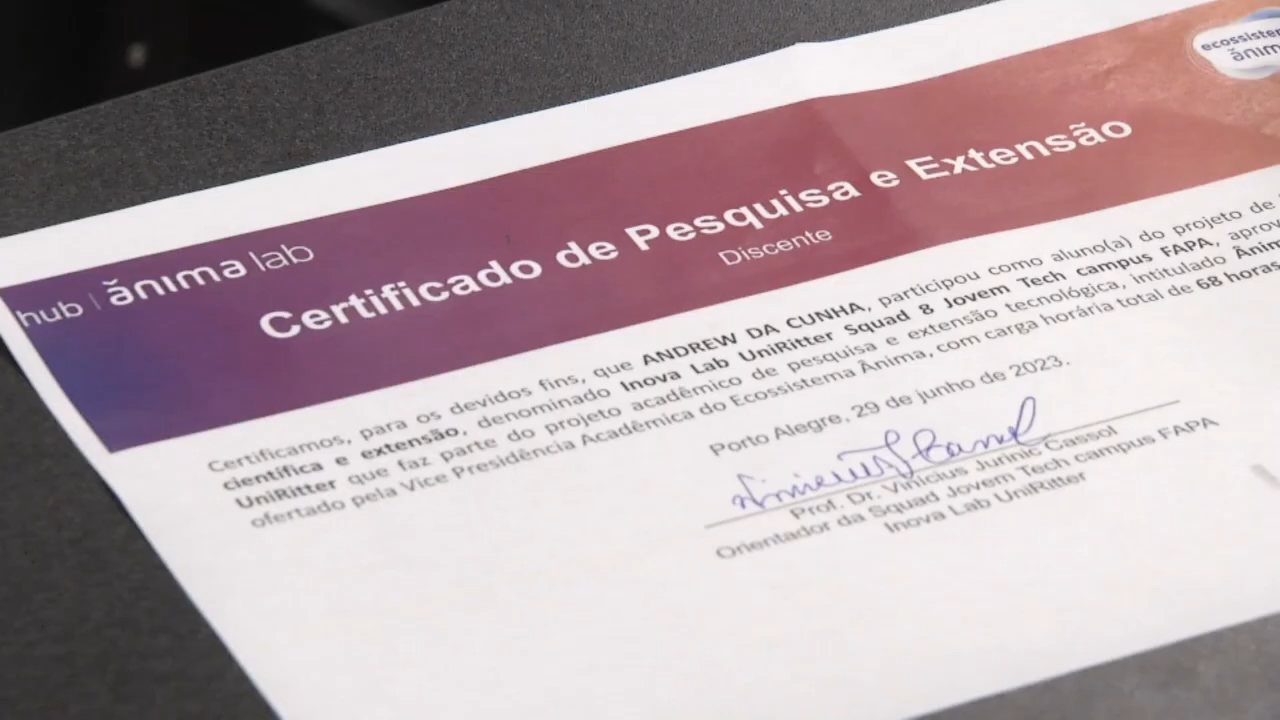 hub | ănıma lab
ecossistema
ănima
Certificado de Pesquisa e Extensão
Discente
Certificamos, para os devidos fins, que ANDREW DA CUNHA, participou como aluno(a) do projeto de
científica e extensão, denominado Inova Lab UniRitter Squad 8 Jovem Tech campus FAPA,
UniRitter que faz parte do projeto acadêmico de pesquisa e extensão tecnológica, intitulado
ofertado pela Vice Presidência Acadêmica do Ecossistema Ânima, com carga horária total de 68 horas
Porto Alegre, 29 de junho de 2023.
Prof. Dr. Vinicius Jurinic Cassol
Orientador da Squad Jovem Tech campus FAPA
Inova Lab UniRitter